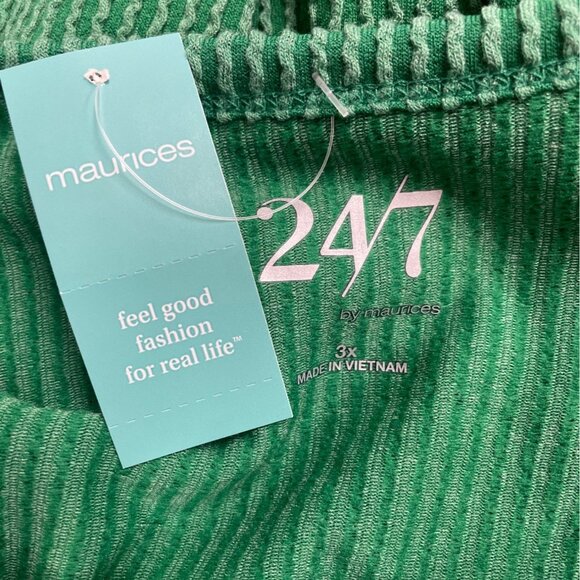 maurices
feel good
fashion
for real life™
24/7
by maurices
3x
MADE IN VIETNAM